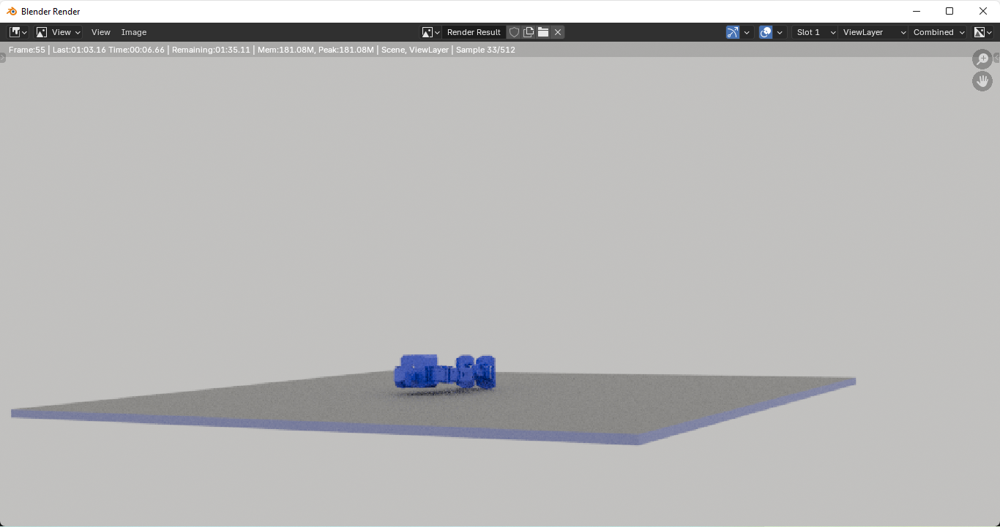 Blender Render
View View Image Render Result Slot 1 ViewLayer Combined
Frame:55 | Last:01:03.16 Time:00:06.66 | Remaining:01:35.11 | Mem:181.08M, Peak:181.08M | Scene, ViewLayer | Sample 33/512